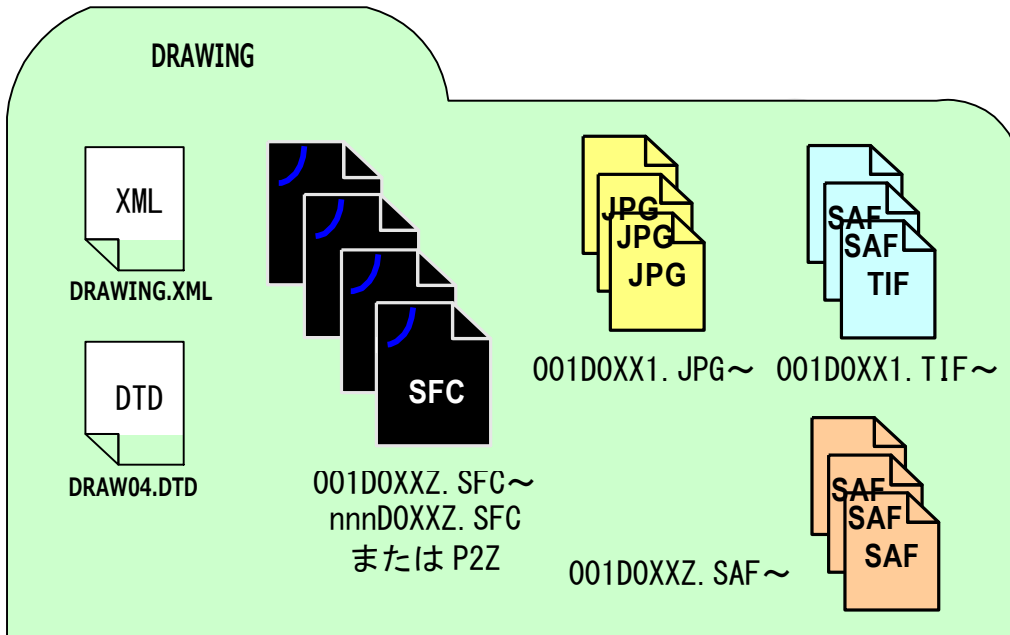 DRAWING
XML
DRAWING.XML
DTD
DRAW04.DTD
SFC
001D0XXZ.SFC～
nnnD0XXZ.SFC
または P2Z
JPG
JPG
JPG
001D0XX1.JPG～
SAF
SAF
TIF
001D0XX1.TIF～
SAF
SAF
SAF
001D0XXZ.SAF～